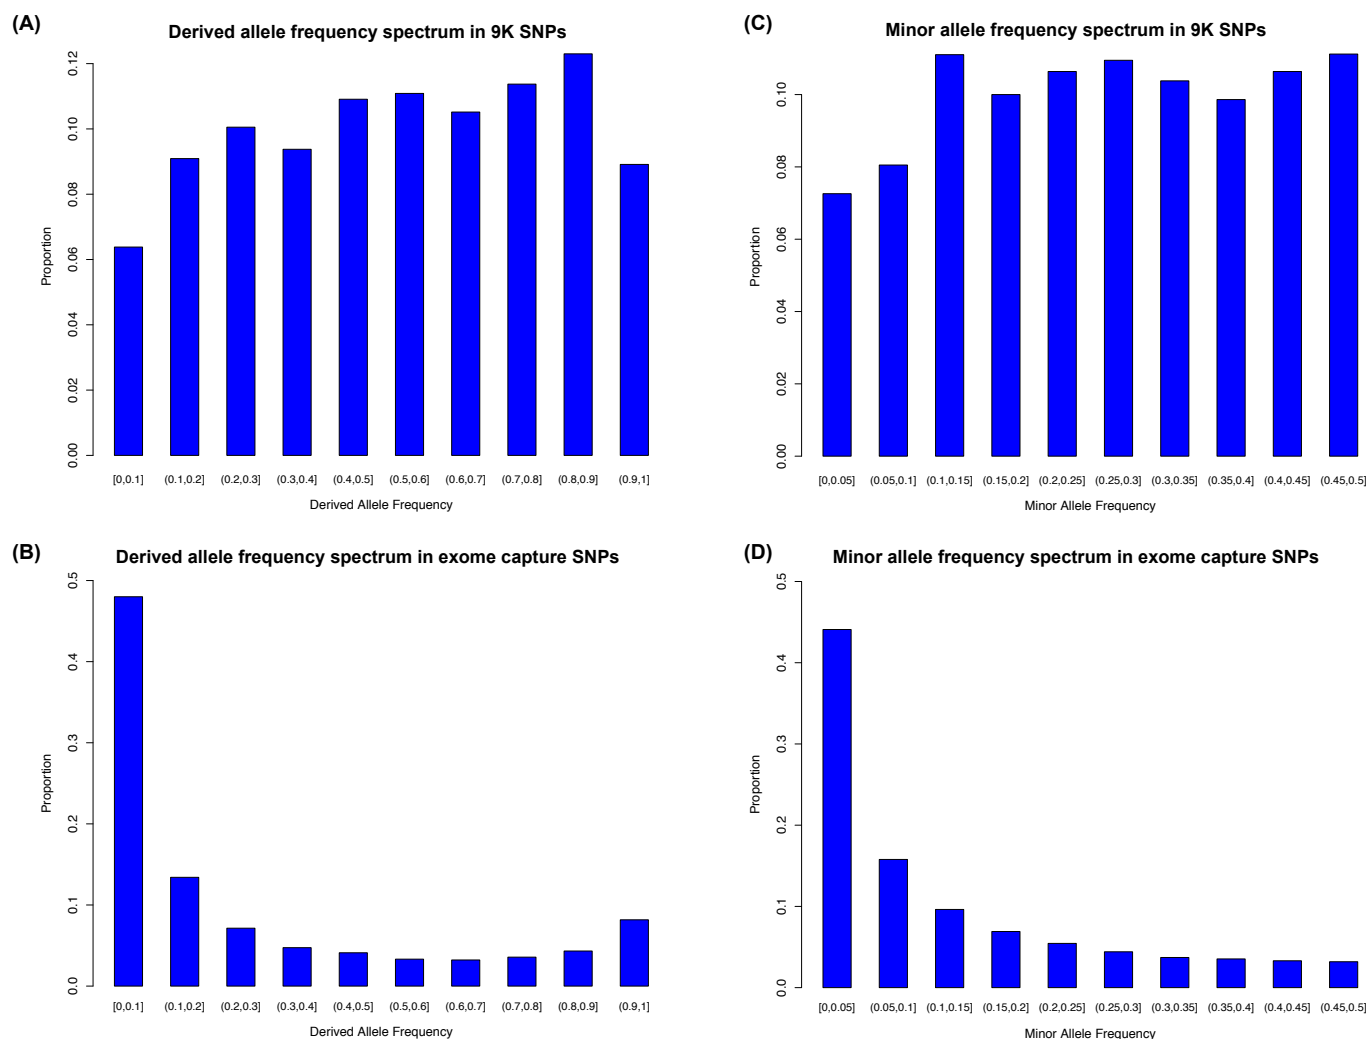 (A)
Derived allele frequency spectrum in 9K SNPs
Proportion
0.12
0.10
0.08
0.06
0.04
0.02
0.00
[0,0.1] (0.1,0.2] (0.2,0.3] (0.3,0.4] (0.4,0.5] (0.5,0.6] (0.6,0.7] (0.7,0.8] (0.8,0.9] (0.9,1]
Derived Allele Frequency
(C)
Minor allele frequency spectrum in 9K SNPs
Proportion
0.10
0.08
0.06
0.04
0.02
0.00
[0,0.05] (0.05,0.1] (0.1,0.15] (0.15,0.2] (0.2,0.25] (0.25,0.3] (0.3,0.35] (0.35,0.4] (0.4,0.45] (0.45,0.5]
Minor Allele Frequency
(B)
Derived allele frequency spectrum in exome capture SNPs
Proportion
0.5
0.4
0.3
0.2
0.1
0.0
[0,0.1] (0.1,0.2] (0.2,0.3] (0.3,0.4] (0.4,0.5] (0.5,0.6] (0.6,0.7] (0.7,0.8] (0.8,0.9] (0.9,1]
Derived Allele Frequency
(D)
Minor allele frequency spectrum in exome capture SNPs
Proportion
0.5
0.4
0.3
0.2
0.1
0.0
[0,0.05] (0.05,0.1] (0.1,0.15] (0.15,0.2] (0.2,0.25] (0.25,0.3] (0.3,0.35] (0.35,0.4] (0.4,0.45] (0.45,0.5]
Minor Allele Frequency